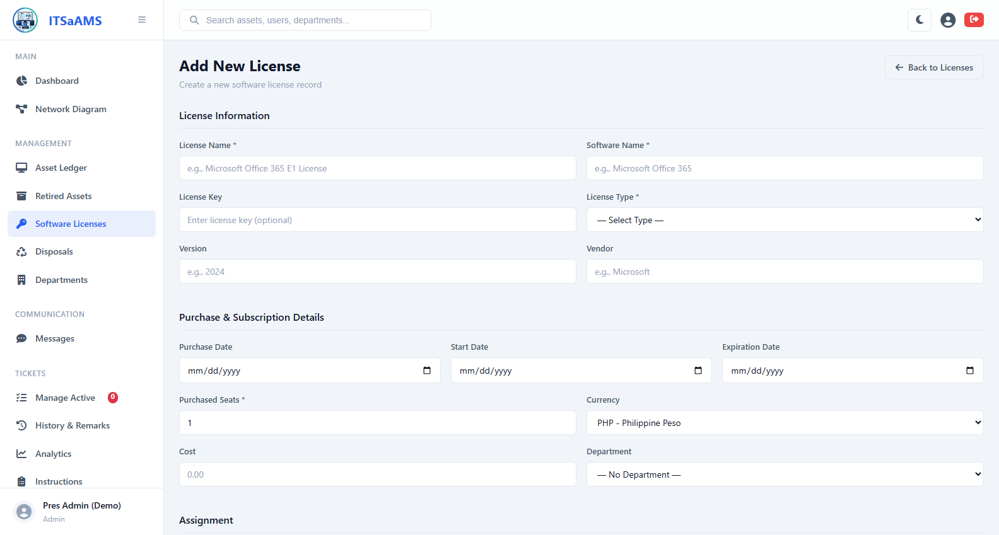 ITSaAMS
Search assets, users, departments...
MAIN
Dashboard
Network Diagram
MANAGEMENT
Asset Ledger
Retired Assets
Software Licenses
Disposals
Departments
COMMUNICATION
Messages
TICKETS
Manage Active 0
History & Remarks
Analytics
Instructions
Pres Admin (Demo)
Admin
Add New License
Create a new software license record
Back to Licenses
License Information
License Name *
e.g., Microsoft Office 365 E1 License
Software Name *
e.g., Microsoft Office 365
License Key
Enter license key (optional)
License Type *
— Select Type —
Version
e.g., 2024
Vendor
e.g., Microsoft
Purchase & Subscription Details
Purchase Date
mm/dd/yyyy
Start Date
mm/dd/yyyy
Expiration Date
mm/dd/yyyy
Purchased Seats *
1
Currency
PHP - Philippine Peso
Cost
0.00
Department
— No Department —
Assignment